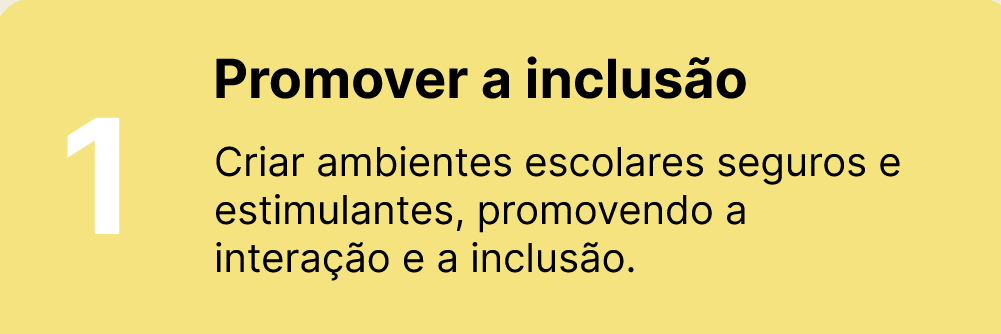 1
Promover a inclusão
Criar ambientes escolares seguros e
estimulantes, promovendo a
interação e a inclusão.